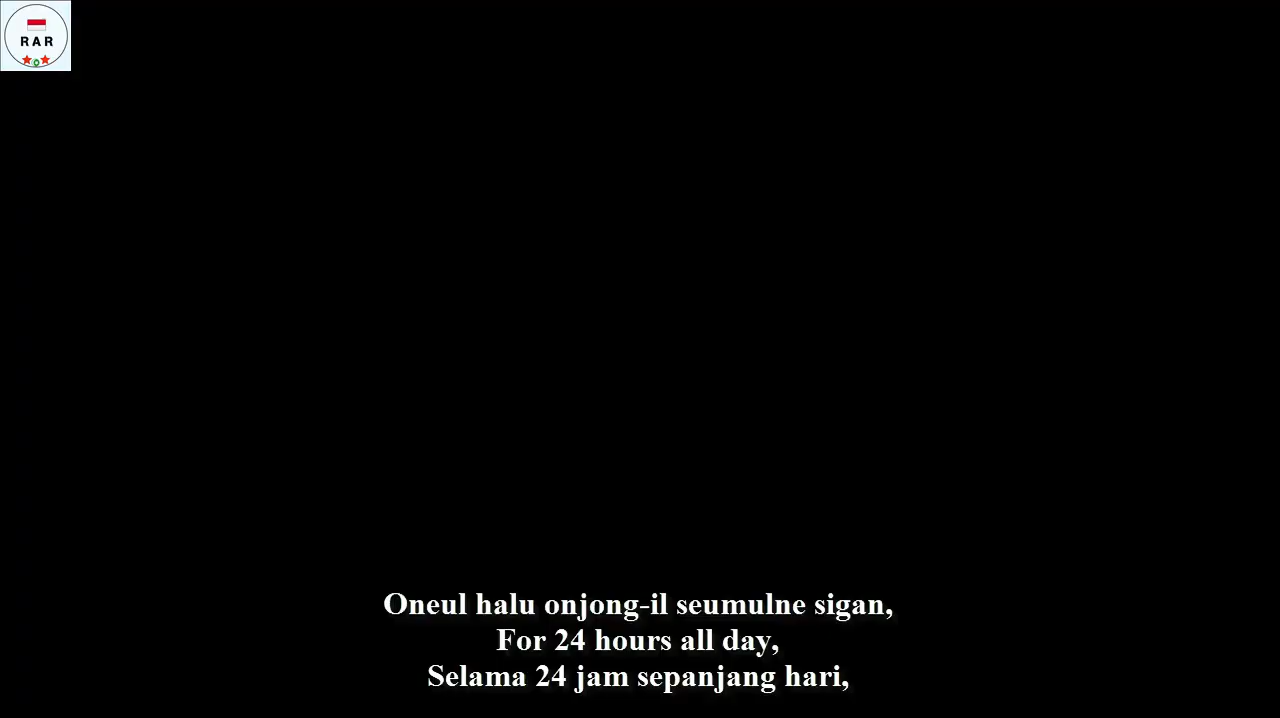 RAR
Oneul halu onjong-il seumulne sigan,
For 24 hours all day,
Selama 24 jam sepanjang hari,